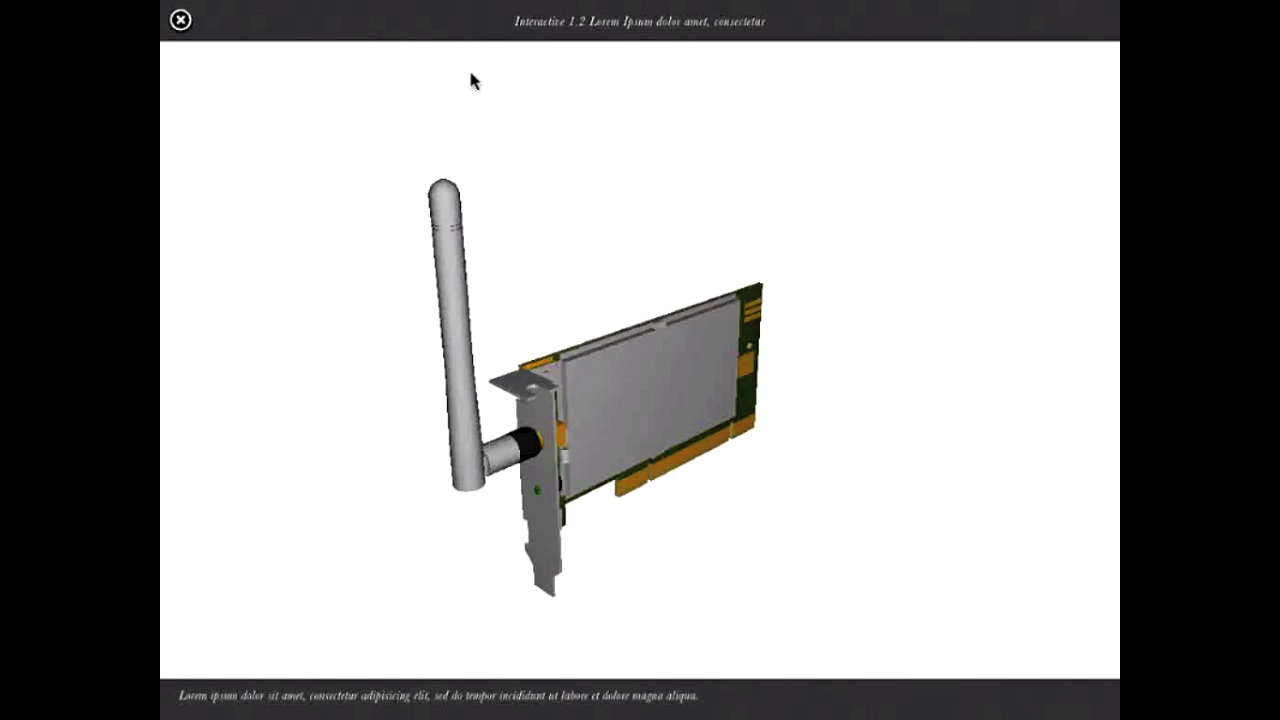 Interactive 1.2 Lorem Ipsum dolor amet, consectetur
Lorem ipsum dolor sit amet, consectetur adipisicing elit, sed do tempor incididunt ut labore et dolore magna aliqua.